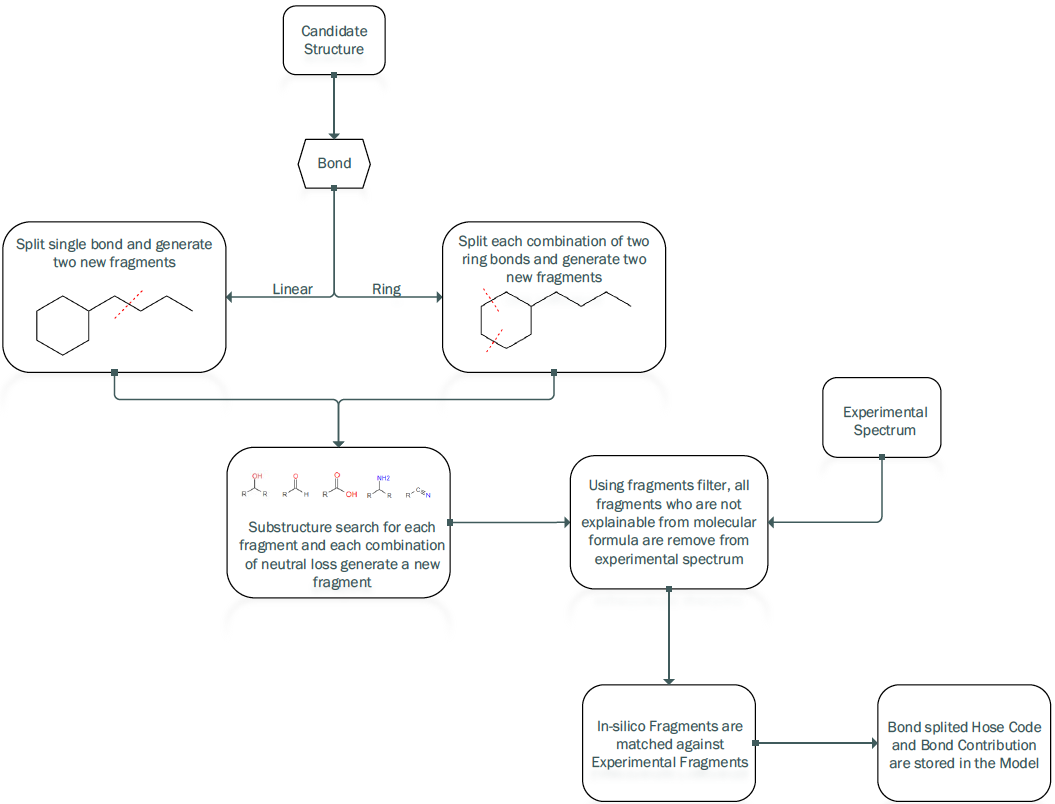 Candidate
Structure
Bond
Split single bond and generate
two new fragments
Linear
Ring
Split each combination of two
ring bonds and generate two
new fragments
Experimental
Spectrum
OH
R
R
O
R
H
O
R
OH
NH2
R
R
R
C
N
Substructure search for each
fragment and each combination
of neutral loss generate a new
fragment
Using fragments filter, all
fragments who are not
explainable from molecular
formula are remove from
experimental spectrum
In-silico Fragments are
matched against
Experimental Fragments
Bond splited Hose Code
and Bond Contribution
are stored in the Model